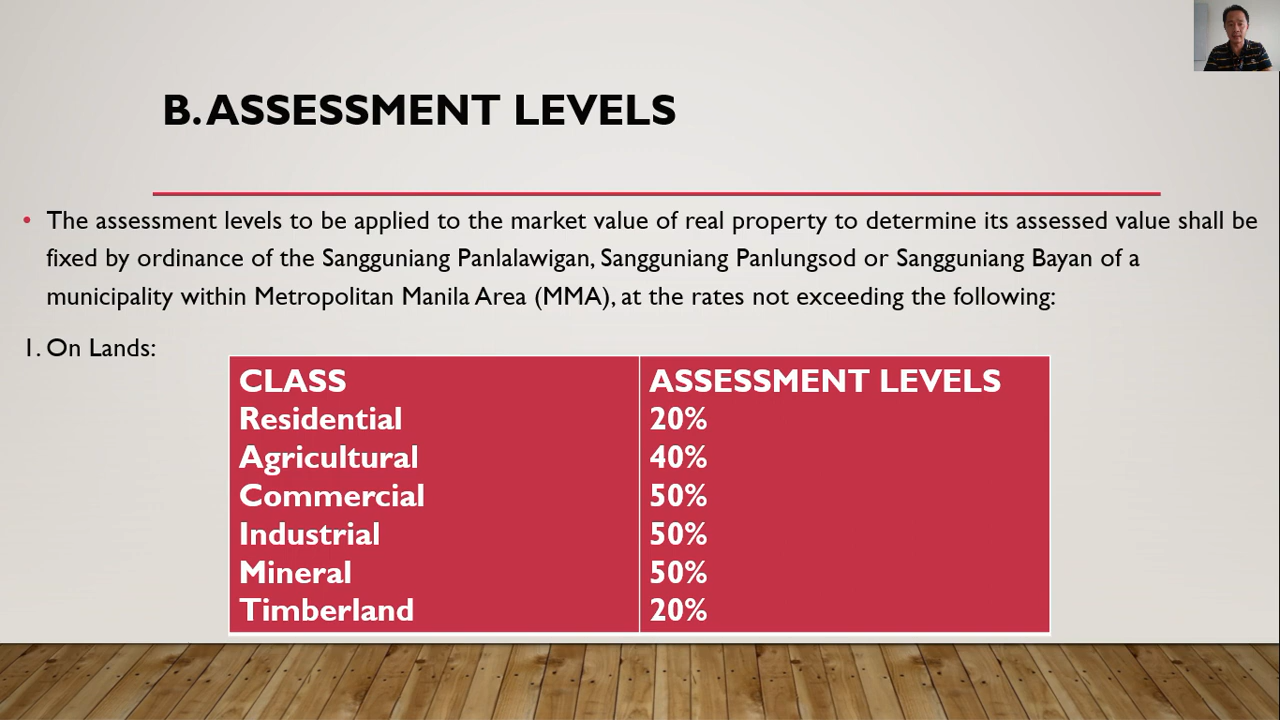 B. ASSESSMENT LEVELS
• The assessment levels to be applied to the market value of real property to determine its assessed value shall be
fixed by ordinance of the Sangguniang Panlalawigan, Sangguniang Panlungsod or Sangguniang Bayan of a
municipality within Metropolitan Manila Area (MMA), at the rates not exceeding the following:
1. On Lands:
CLASS ASSESSMENT LEVELS
Residential 20%
Agricultural 40%
Commercial 50%
Industrial 50%
Mineral 50%
Timberland 20%